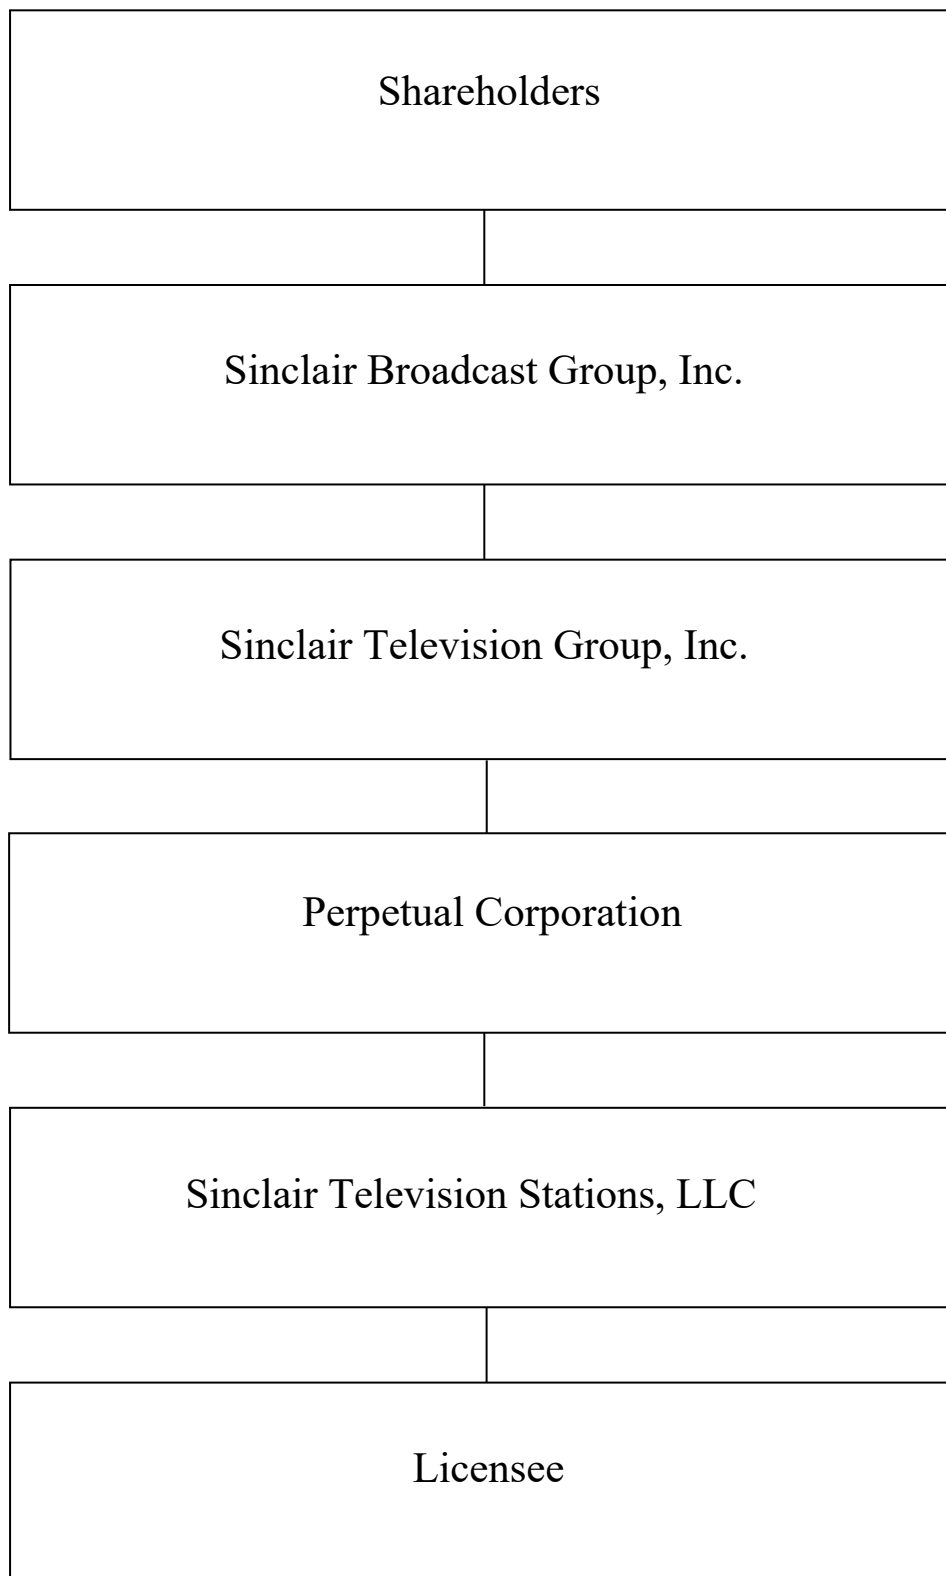 Shareholders
Sinclair Broadcast Group, Inc.
Sinclair Television Group, Inc.
Perpetual Corporation
Sinclair Television Stations, LLC
Licensee